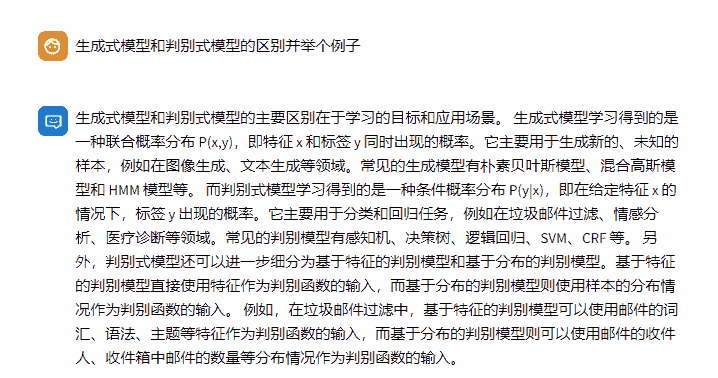 生成式模型和判别式模型的区别并举个例子
生成式模型和判别式模型的主要区别在于学习的目标和应用场景。 生成式模型学习得到的是
一种联合概率分布 P(x,y)，即特征 x 和标签 y 同时出现的概率。它主要用于生成新的、未知的
样本，例如在图像生成、文本生成等领域。常见的生成模型有朴素贝叶斯模型、混合高斯模
型和 HMM 模型等。 而判别式模型学习得到的是一种条件概率分布 P(y|x)，即在给定特征 x 的
情况下，标签 y 出现的概率。它主要用于分类和回归任务，例如在垃圾邮件过滤、情感分
析、医疗诊断等领域。常见的判别模型有感知机、决策树、逻辑回归、SVM、CRF 等。 另
外，判别式模型还可以进一步细分为基于特征的判别模型和基于分布的判别模型。基于特征
的判别模型直接使用特征作为判别函数的输入，而基于分布的判别模型则使用样本的分布情
况作为判别函数的输入。 例如，在垃圾邮件过滤中，基于特征的判别模型可以使用邮件的词
汇、语法、主题等特征作为判别函数的输入，而基于分布的判别模型则可以使用邮件的收件
人、收件箱中邮件的数量等分布情况作为判别函数的输入。